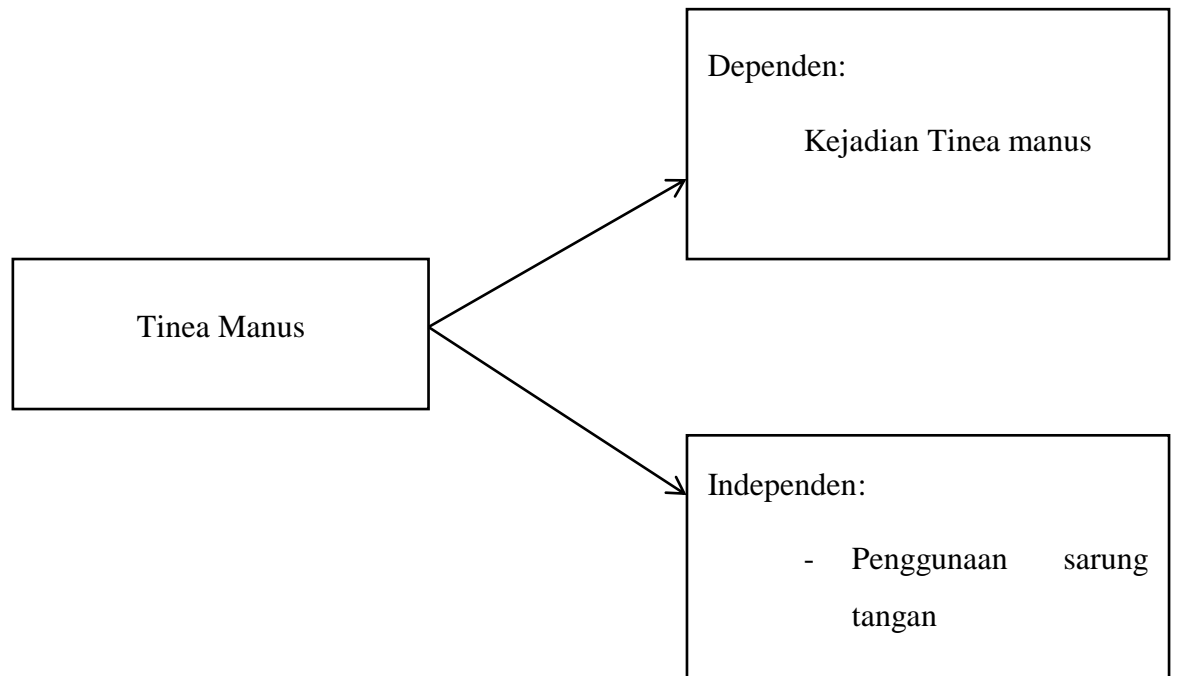 Dependen:
Kejadian Tinea manus
Tinea Manus
Independen:
- Penggunaan sarung
tangan